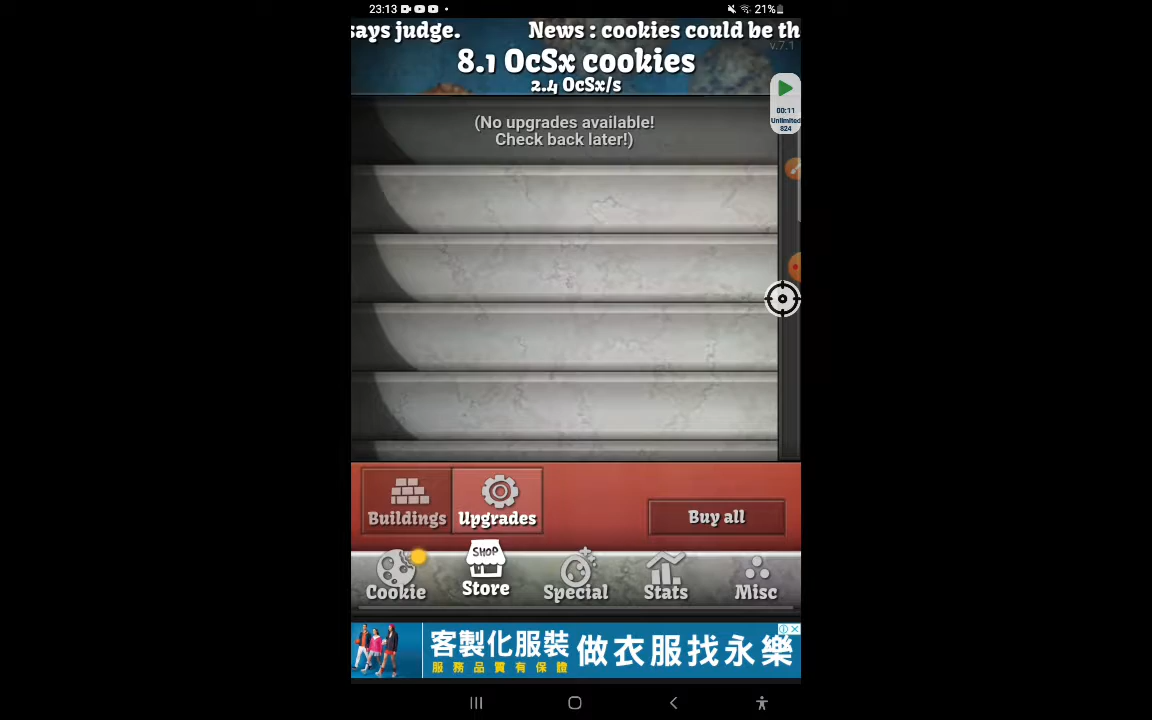 23:13
21%
says judge. News : cookies could be th
v.7.1
8.1 OcSx cookies
2.4 OcSx/s
00:11
Unlimited
824
(No upgrades available!
Check back later!)
Buildings
Upgrades
Buy all
SHOP
Cookie
Store
Special
Stats
Misc
客製化服裝 做衣服找永樂
服務品質有保證